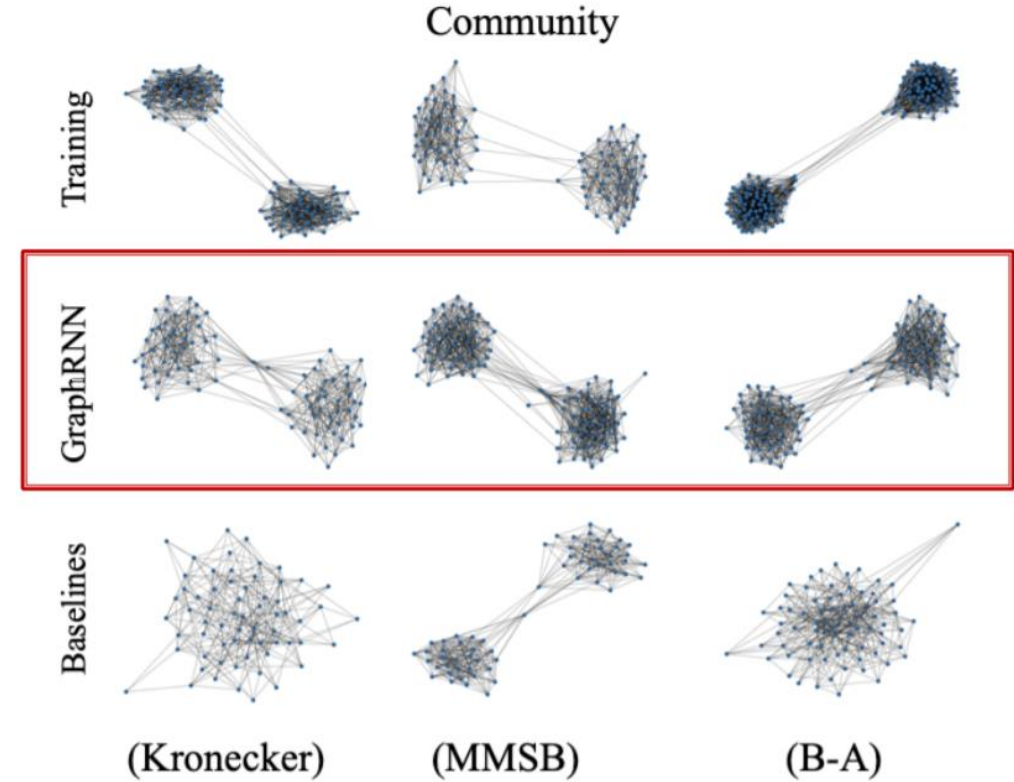 Community
Training
GraphRNN
Baselines
(Kronecker)
(MMSB)
(B-A)